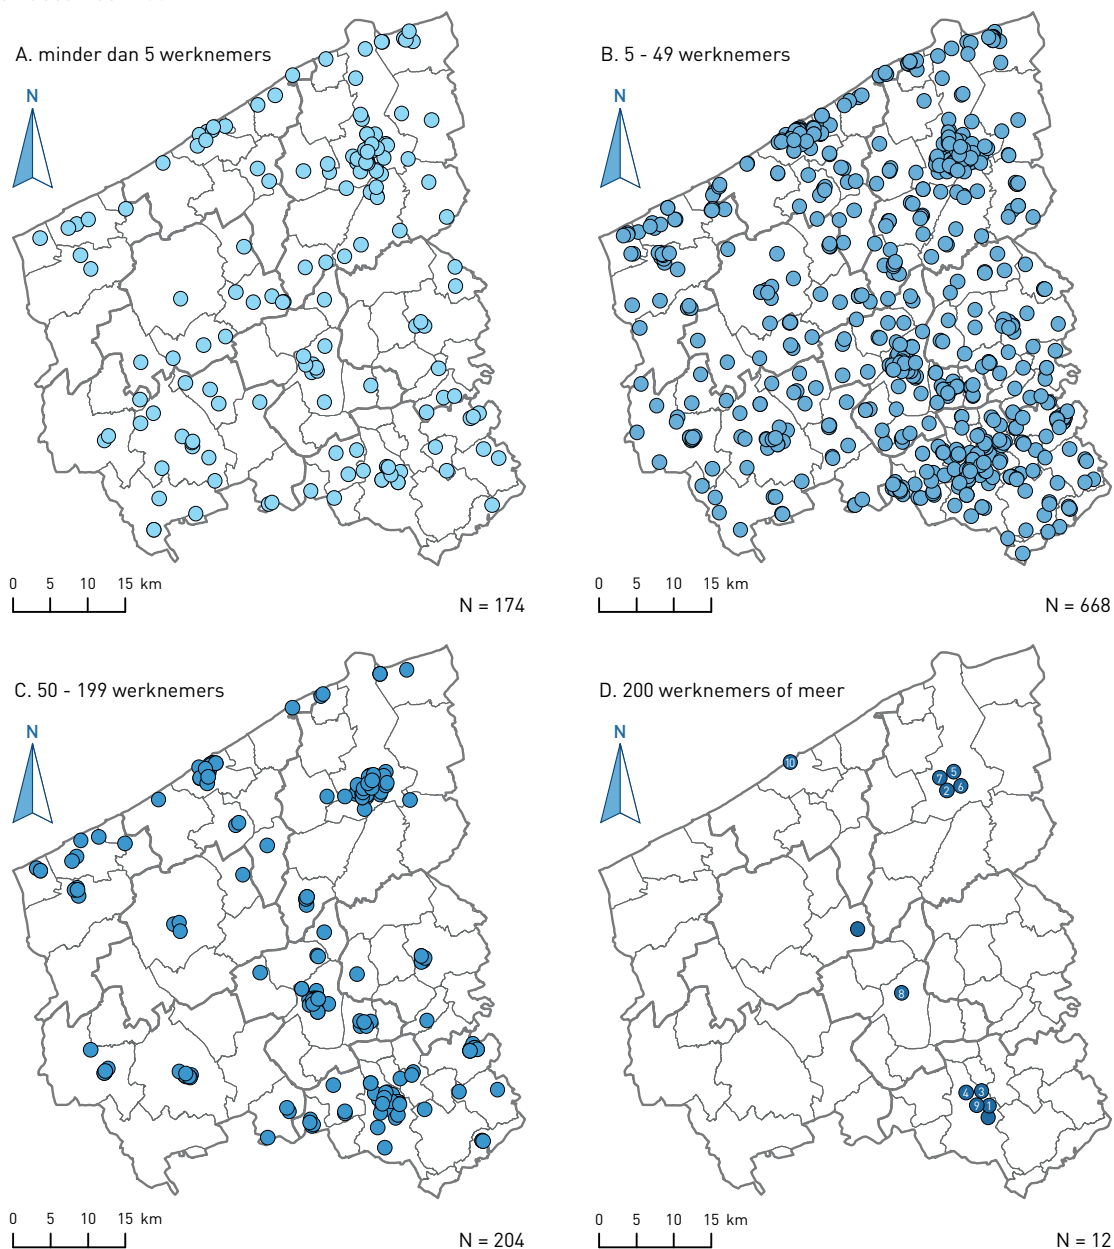 A. minder dan 5 werknemers
N
0 5 10 15 km
N = 174
B. 5 - 49 werknemers
N
0 5 10 15 km
N = 668
C. 50 - 199 werknemers
N
0 5 10 15 km
N = 204
D. 200 werknemers of meer
N
10
5
7
6
2
8
4 3
9 1
0 5 10 15 km
N = 12